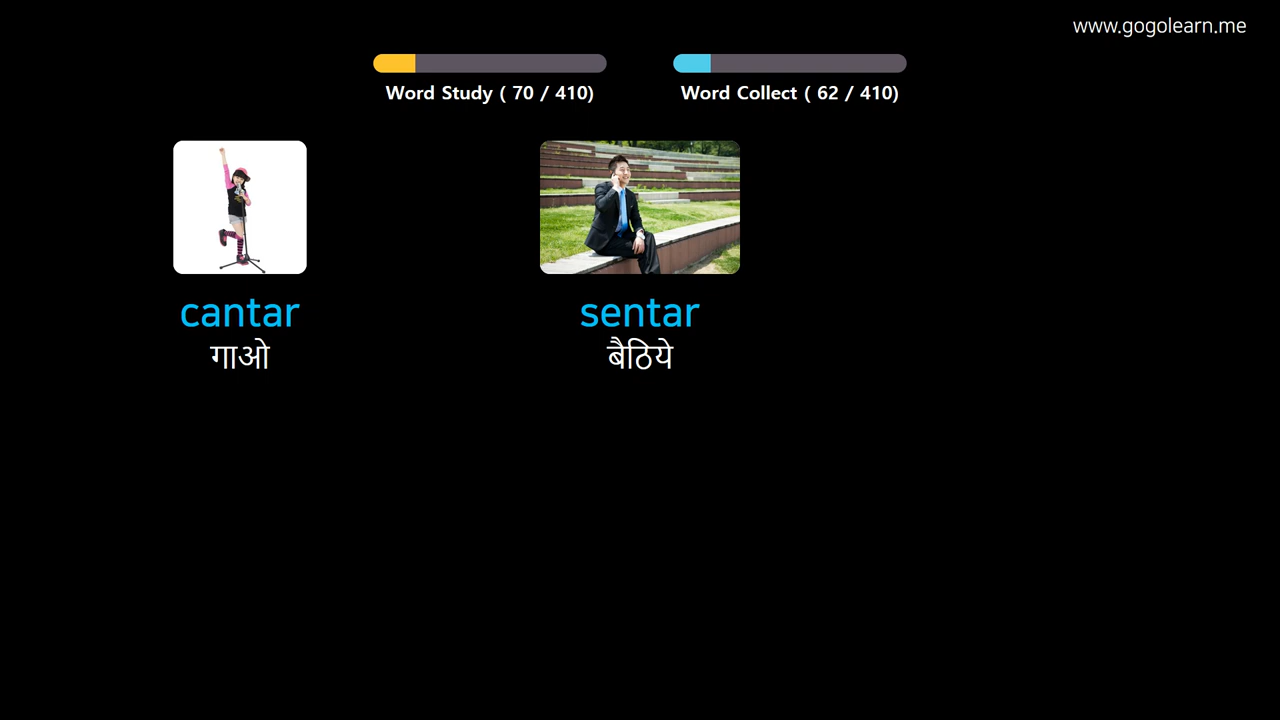 www.gogolearn.me
Word Study ( 70 / 410)
Word Collect ( 62 / 410)
cantar
गाओ
sentar
बैठिये